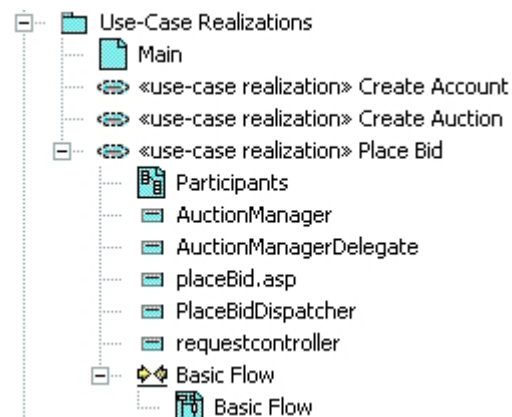 Use-Case Realizations
Main
«use-case realization» Create Account
«use-case realization» Create Auction
«use-case realization» Place Bid
Participants
AuctionManager
AuctionManagerDelegate
placeBid.asp
PlaceBidDispatcher
requestcontroller
Basic Flow
Basic Flow